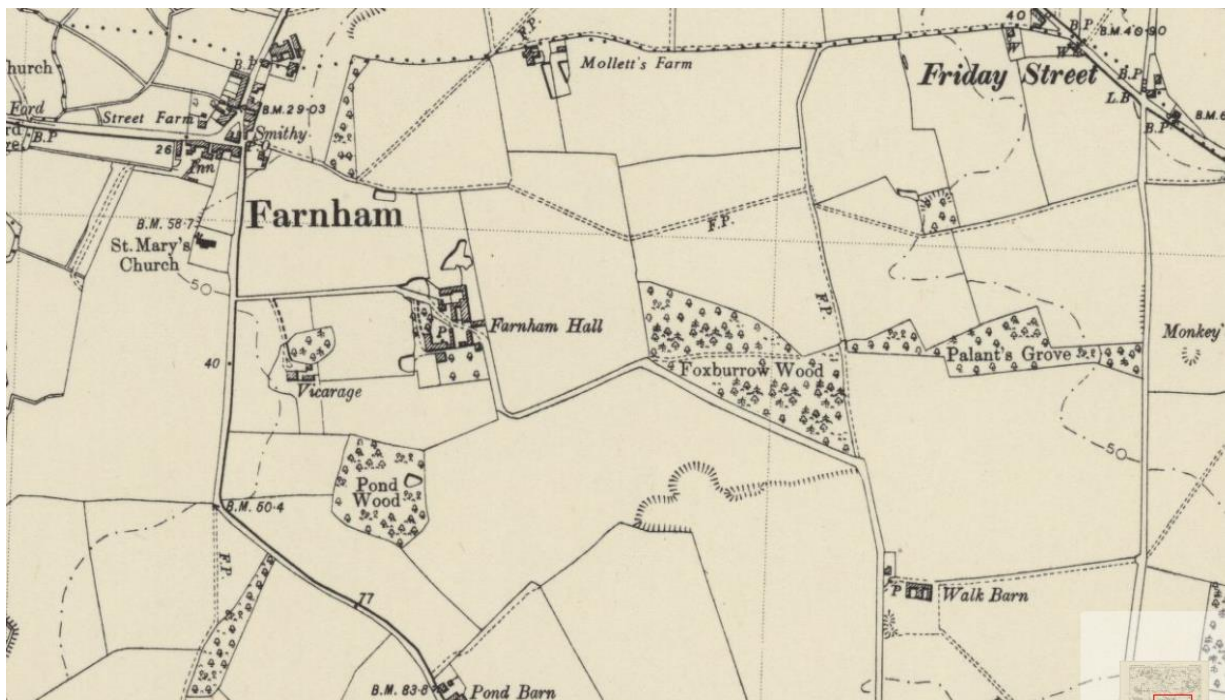 40
B.P
B.M. 40·90
F.P.
W
W
Mollett's Farm
Friday Street
B.P
L.B
B.P
B.M. 6
hurch
Ford
B.P
Street Farm
B.P
B.M. 29·03
Smithy
26
Inn
Farnham
B.M. 58·7
St. Mary's
Church
50
F.P.
F.P.
P
Farnham Hall
40
Vicarage
Foxburrow Wood
Palant's Grove
Monkey
50
Pond
Wood
B.M. 50·4
F.P.
77
P
Walk Barn
B.M. 83·8
Pond Barn